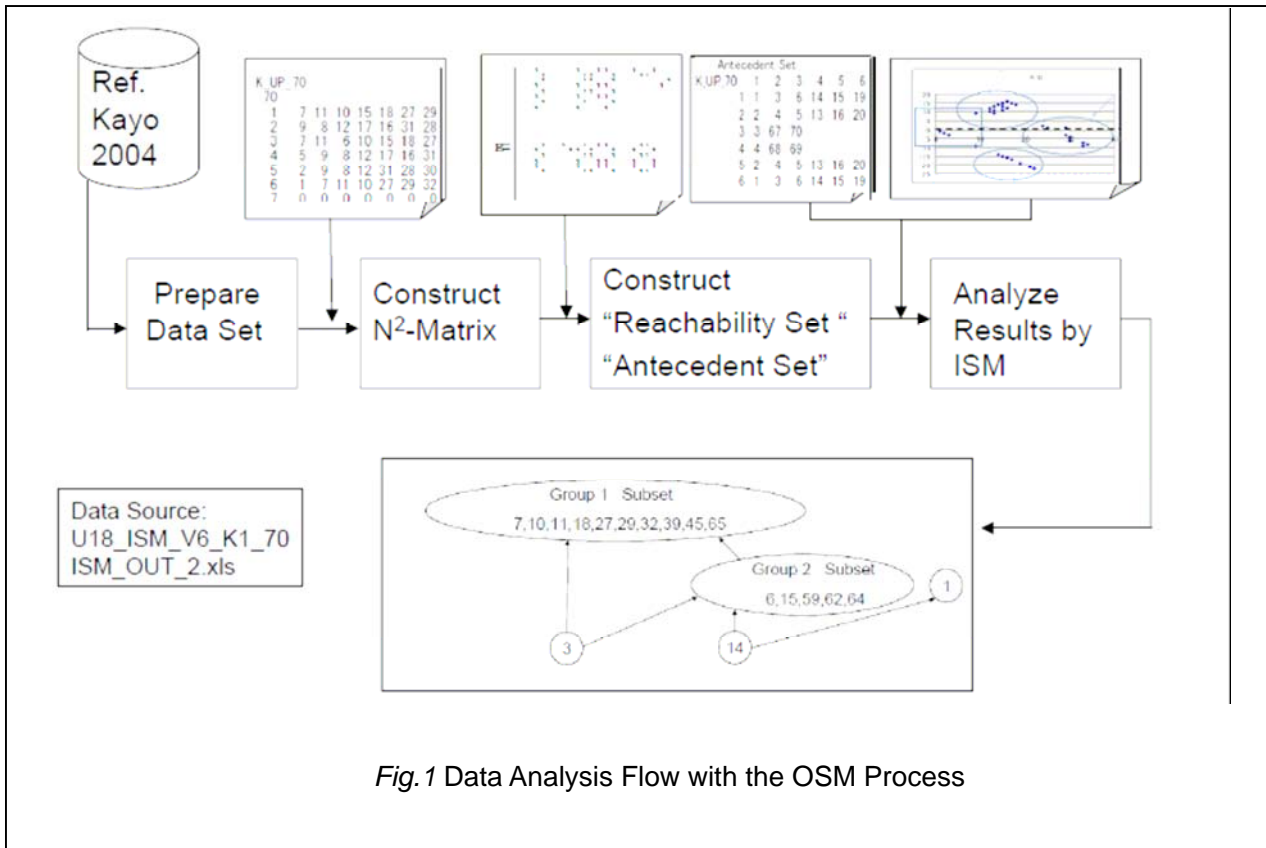 Ref.
Kayo
2004
K_UP_70
70
1 7 11 10 15 18 27 29
2 9 8 12 17 16 31 28
3 7 11 6 10 15 18 27
4 5 9 8 12 17 16 31
5 2 9 8 12 31 28 30
6 1 7 11 10 27 29 32
7 0 0 0 0 0 0 0
Antecedent Set
K_UP_70 1 2 3 4 5 6
1 1 3 6 14 15 19
2 2 4 5 13 16 20
3 3 67 70
4 4 68 69
5 2 4 5 13 16 20
6 1 3 6 14 15 19
Prepare
Data Set
Construct
N²-Matrix
Construct
“Reachability Set “
“Antecedent Set”
Analyze
Results by
ISM
Data Source:
U18_ISM_V6_K1_70
ISM_OUT_2.xls
Group 1 Subset
7,10,11,18,27,29,32,39,45,65
Group 2 Subset
6,15,59,62,64
1
3
14
Fig.1 Data Analysis Flow with the OSM Process